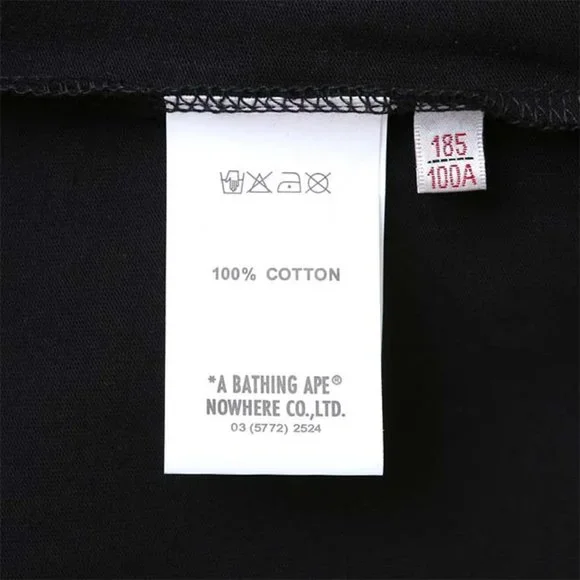 185
100A
100% COTTON
*A BATHING APE®
NOWHERE CO.,LTD.
03 (5772) 2524